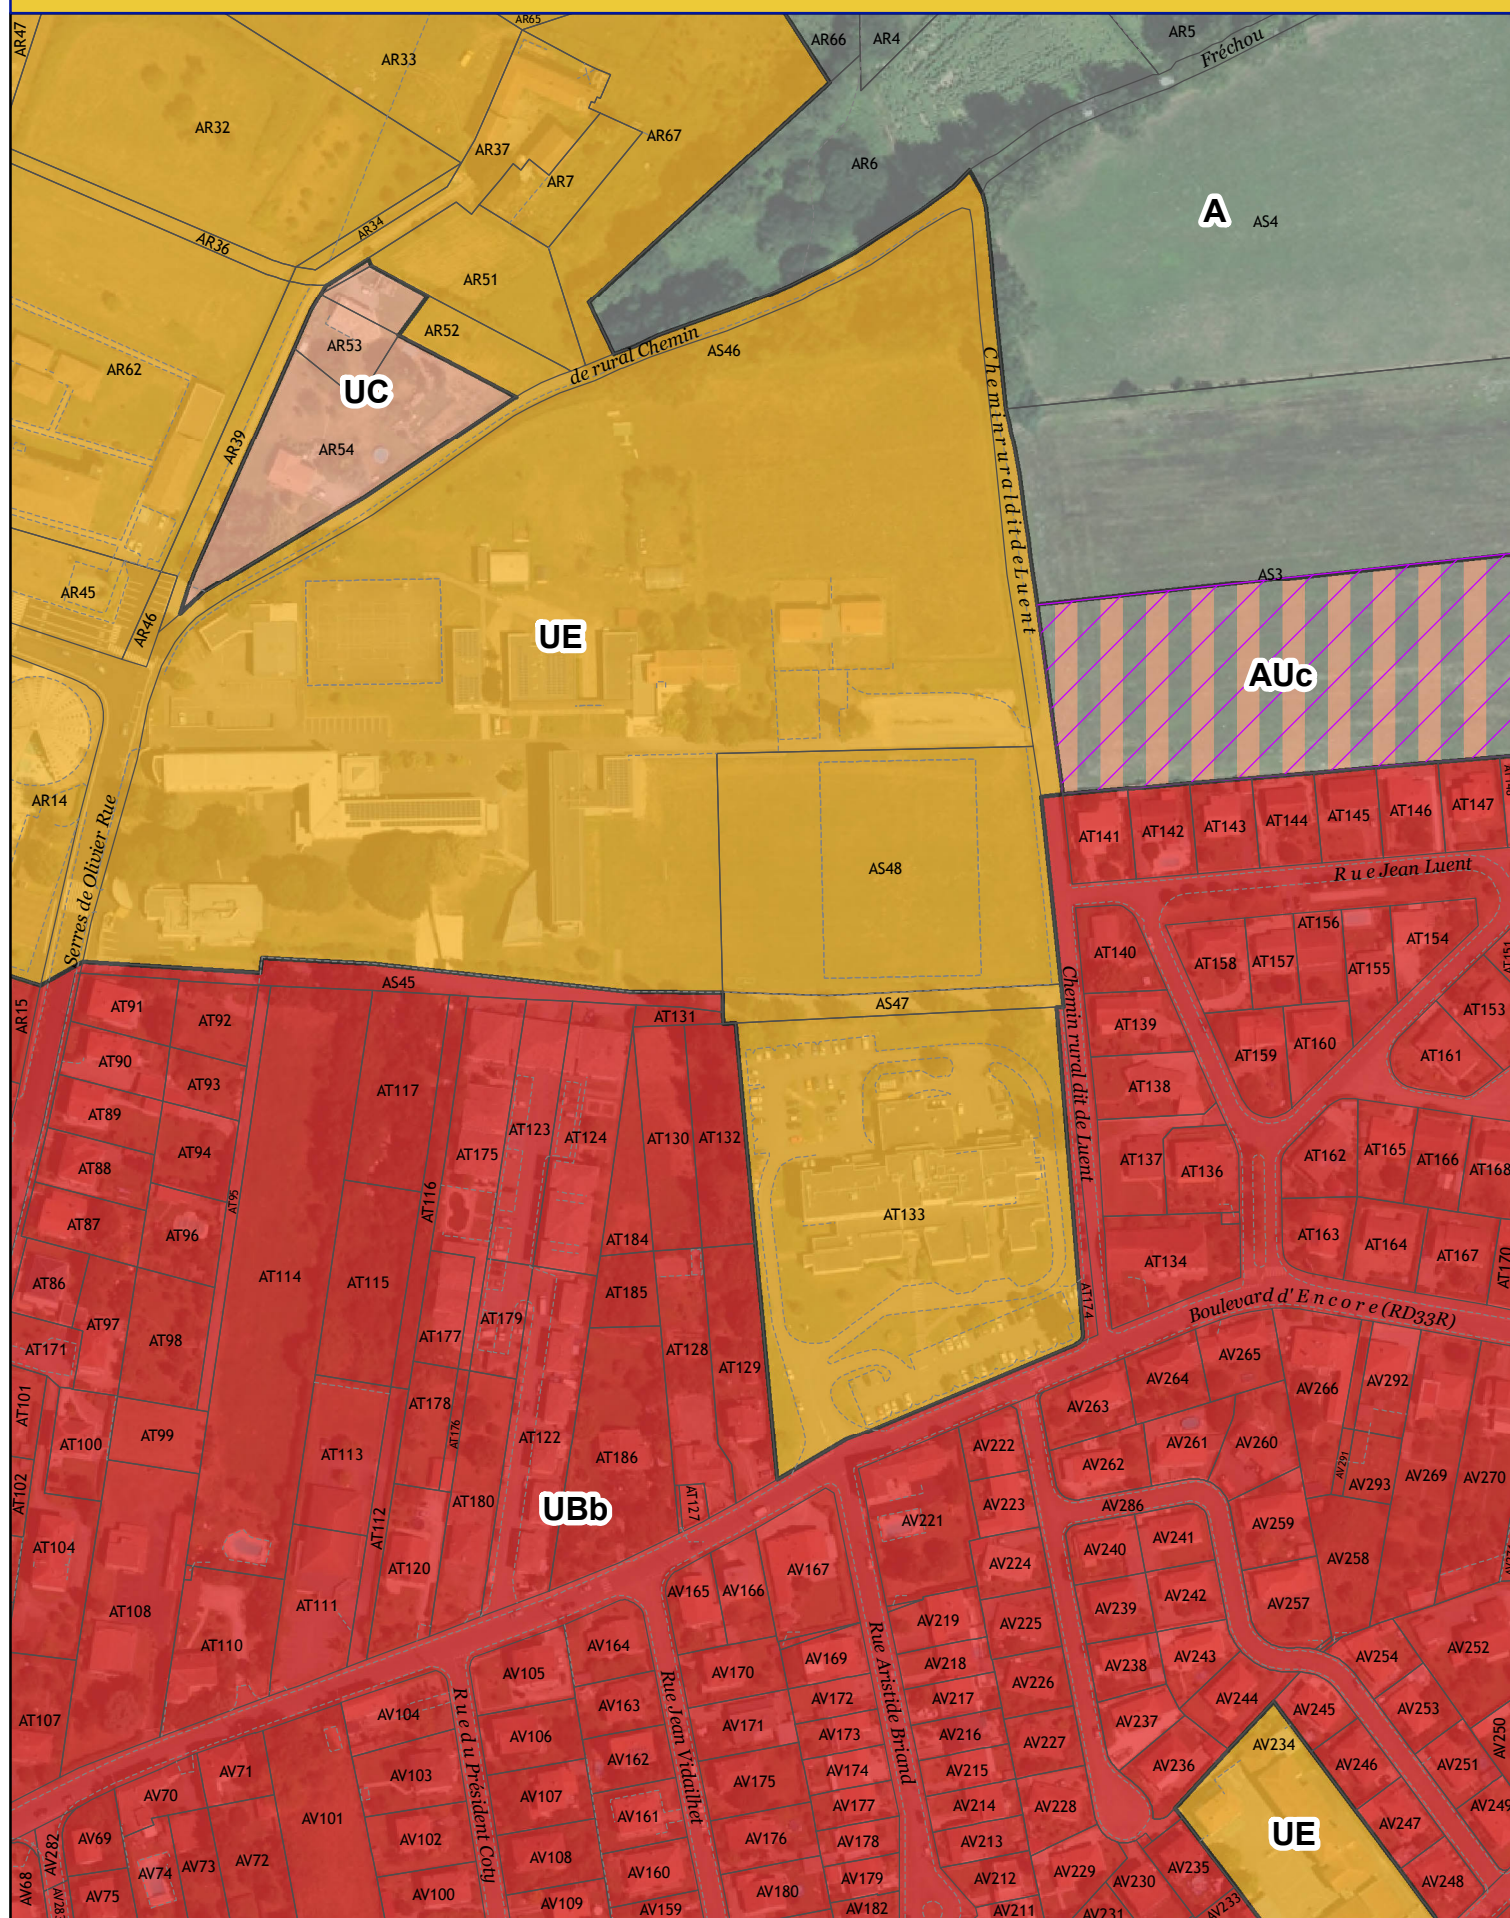 AR47
AR65
AR33
AR66
AR4
AR5
Fréchou
AR32
AR37
AR67
AR7
AR6
A
AS4
AR36
AR34
AR51
AR53
AR52
UC
de rural Chemin
AS46
AR62
AR39
AR54
Chemin rural dit de Luent
AS3
AR45
AR46
UE
AUc
AR14
Serres de Olivier Rue
AS48
AT141
AT142
AT143
AT144
AT145
AT146
AT147
Rue Jean Luent
AT140
AT158
AT157
AT156
AT155
AT154
AT151
AS45
AS47
AR15
AT91
AT92
AT131
AT139
AT153
AT90
AT93
AT159
AT160
AT161
AT89
AT117
AT138
Chemin rural dit de Luent
AT88
AT94
AT175
AT123
AT124
AT130
AT132
AT137
AT136
AT162
AT165
AT166
AT168
AT95
AT116
AT87
AT96
AT184
AT133
AT163
AT164
AT167
AT170
AT134
AT86
AT114
AT115
AT185
AT174
Boulevard d'Encore (RD33R)
AT97
AT98
AT171
AT177
AT179
AT128
AT129
AV265
AV264
AV266
AV292
AT101
AT178
AT176
AV263
AT100
AT99
AT113
AT122
AT186
AV222
AV262
AV261
AV260
AV291
AV293
AV269
AV270
AT102
AT112
AT180
UBb
AT127
AV223
AV286
AV221
AV259
AT104
AT120
AV240
AV241
AV258
AV224
AV165
AV166
AV167
AT108
AT111
AT110
AV219
AV225
AV239
AV242
AV257
AV105
AV164
AV170
AV169
AV218
AV226
AV238
AV243
AV254
AV252
AT107
AV104
AV163
AV172
AV217
AV244
AV245
AV253
AV250
Rue du Président Coty
Rue Jean Vidailhet
Rue Aristide Briand
AV106
AV171
AV173
AV216
AV227
AV237
AV234
AV71
AV103
AV162
AV174
AV215
AV236
AV246
AV251
AV70
AV101
AV107
AV175
AV177
AV214
AV228
AV249
AV69
AV282
AV102
AV161
AV176
AV178
AV213
UE
AV247
AV68
AV74
AV73
AV72
AV108
AV160
AV179
AV212
AV229
AV230
AV235
AV248
AV75
AV100
AV109
AV159
AV180
AV182
AV211
AV231
AV233